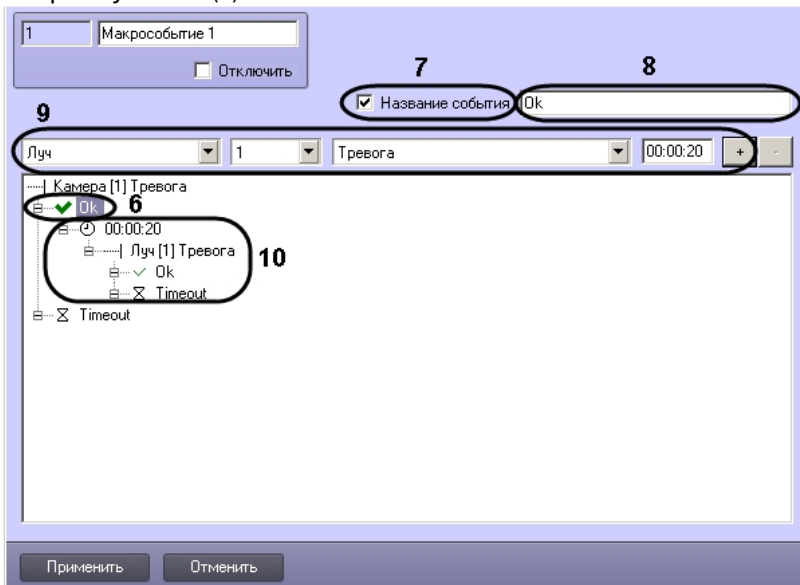 1 Макрособытие 1
Отключить
7 8
Название события Ok
9
Луч 1 Тревога 00:00:20 + -
Камера [1] Тревога
Ok 6
00:00:20
Луч [1] Тревога
10
Ok
Timeout
Timeout
Применить Отменить